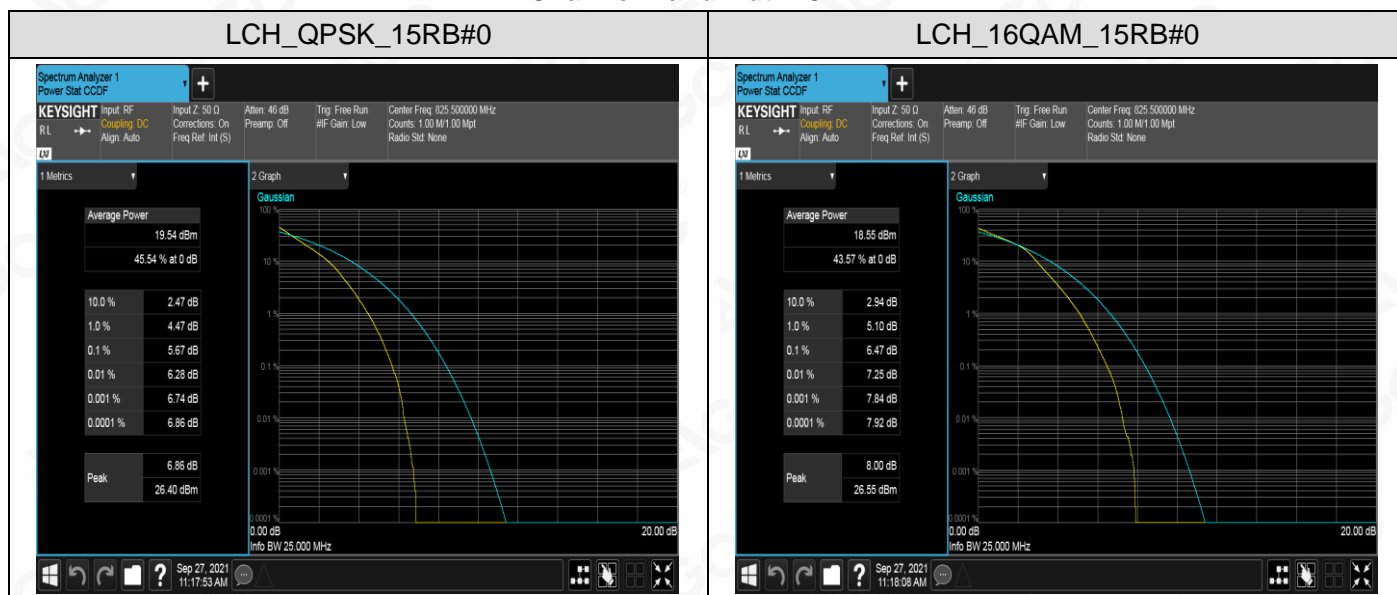 LCH_QPSK_15RB#0
Spectrum Analyzer 1
Power Stat CCDF
+
KEYSIGHT Input: RF Input Z: 50 Ω Atten: 46 dB Trig: Free Run Center Freq: 825.500000 MHz
RL Coupling: DC Corrections: On Preamp: Off #IF Gain: Low Counts: 1.00 M/1.00 Mpt
Align: Auto Freq Ref: Int (S) Radio Std: None
LXI
1 Metrics
Average Power
19.54 dBm
45.54 % at 0 dB
10.0 % 2.47 dB
1.0 % 4.47 dB
0.1 % 5.67 dB
0.01 % 6.28 dB
0.001 % 6.74 dB
0.0001 % 6.86 dB
Peak 6.86 dB
26.40 dBm
2 Graph
Gaussian
100 %
10 %
1 %
0.1 %
0.01 %
0.001 %
0.0001 %
0.00 dB 20.00 dB
Info BW 25.000 MHz
? Sep 27, 2021
11:17:53 AM
LCH_16QAM_15RB#0
Spectrum Analyzer 1
Power Stat CCDF
+
KEYSIGHT Input: RF Input Z: 50 Ω Atten: 46 dB Trig: Free Run Center Freq: 825.500000 MHz
RL Coupling: DC Corrections: On Preamp: Off #IF Gain: Low Counts: 1.00 M/1.00 Mpt
Align: Auto Freq Ref: Int (S) Radio Std: None
LXI
1 Metrics
Average Power
18.55 dBm
43.57 % at 0 dB
10.0 % 2.94 dB
1.0 % 5.10 dB
0.1 % 6.47 dB
0.01 % 7.25 dB
0.001 % 7.84 dB
0.0001 % 7.92 dB
Peak 8.00 dB
26.55 dBm
2 Graph
Gaussian
100 %
10 %
1 %
0.1 %
0.01 %
0.001 %
0.0001 %
0.00 dB 20.00 dB
Info BW 25.000 MHz
? Sep 27, 2021
11:18:08 AM